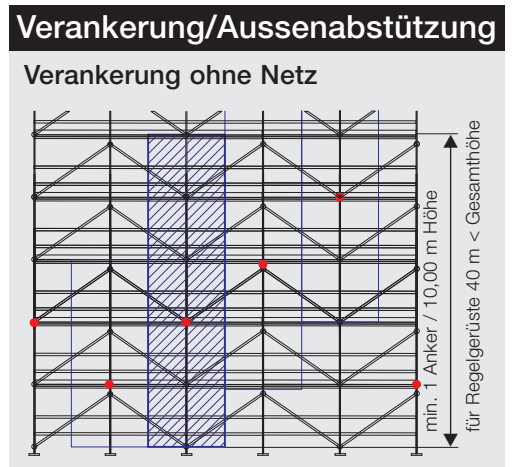 Verankerung/Aussenabstützung
Verankerung ohne Netz
min. 1 Anker / 10,00 m Höhe
für Regelgerüste 40 m < Gesamthöhe